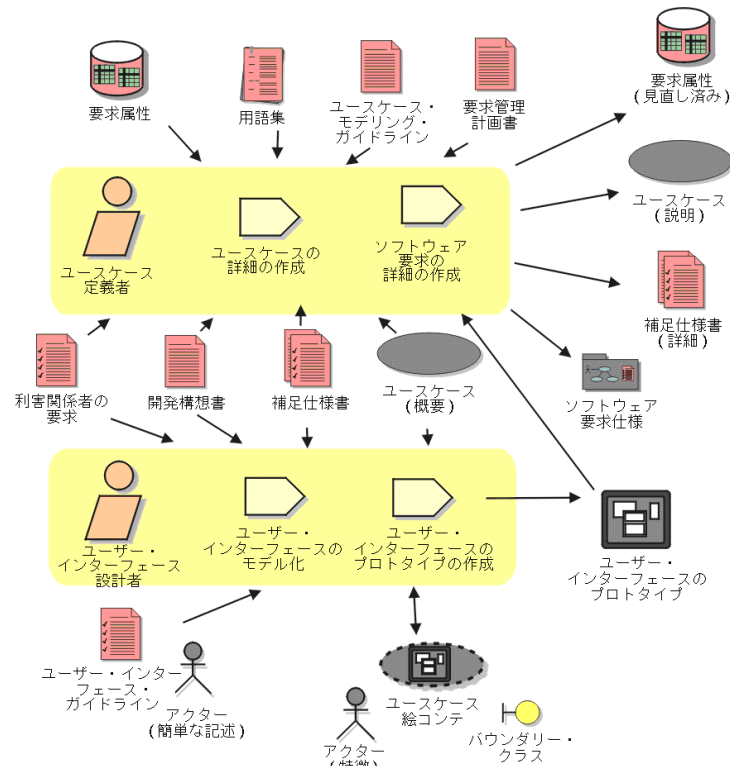 要求属性
用語集
ユースケース・
モデリング・
ガイドライン
要求管理
計画書
要求属性
(見直し済み)
ユースケース
定義者
ユースケースの
詳細の作成
ソフトウェア
要求の
詳細の作成
ユースケース
(説明)
補足仕様書
(詳細)
利害関係者の
要求
開発構想書
補足仕様書
ユースケース
(概要)
ソフトウェア
要求仕様
ユーザー・
インターフェース
設計者
ユーザー・
インターフェースの
モデル化
ユーザー・
インターフェースの
プロトタイプの作成
ユーザー・
インターフェースの
プロトタイプ
ユーザー・インター
フェース・
ガイドライン
アクター
(簡単な記述)
ユースケース
絵コンテ
アクター
(特徴)
バウンダリー・
クラス